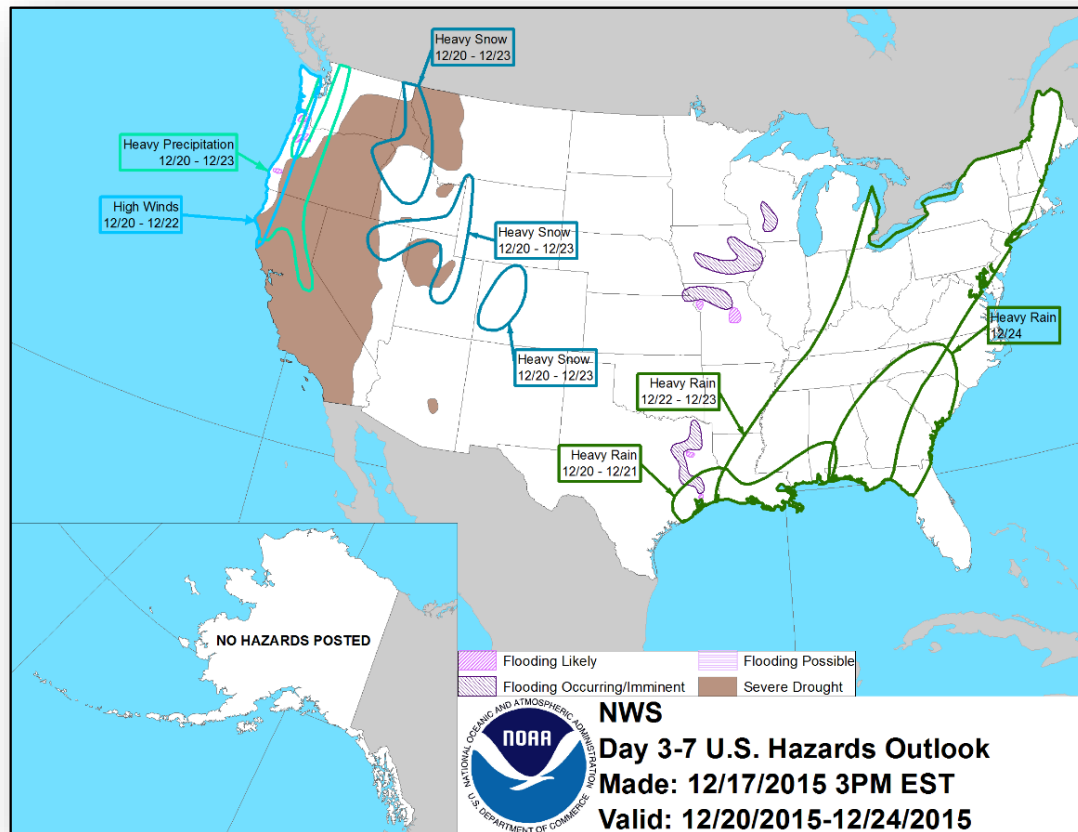 Heavy Snow
12/20 - 12/23
Heavy Precipitation
12/20 - 12/23
High Winds
12/20 - 12/22
Heavy Snow
12/20 - 12/23
Heavy Snow
12/20 - 12/23
Heavy Rain
12/24
Heavy Rain
12/22 - 12/23
Heavy Rain
12/20 - 12/21
NO HAZARDS POSTED
Flooding Likely
Flooding Possible
Flooding Occurring/Imminent
Severe Drought
NATIONAL OCEANIC AND ATMOSPHERIC ADMINISTRATION
NOAA
U.S. DEPARTMENT OF COMMERCE
NWS
Day 3-7 U.S. Hazards Outlook
Made: 12/17/2015 3PM EST
Valid: 12/20/2015-12/24/2015